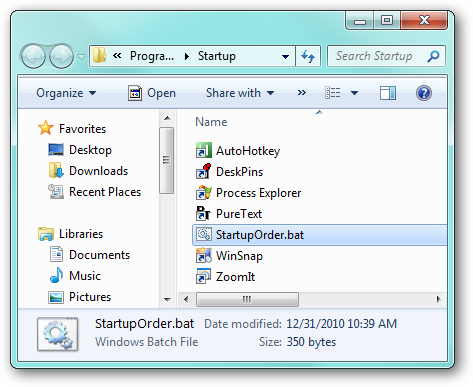 « Progra... ▸ Startup
Search Startup
Organize Open Share with »
Favorites
Desktop
Downloads
Recent Places
Libraries
Documents
Music
Pictures
Name
AutoHotkey
DeskPins
Process Explorer
PureText
StartupOrder.bat
WinSnap
ZoomIt
StartupOrder.bat Date modified: 12/31/2010 10:39 AM
Windows Batch File Size: 350 bytes